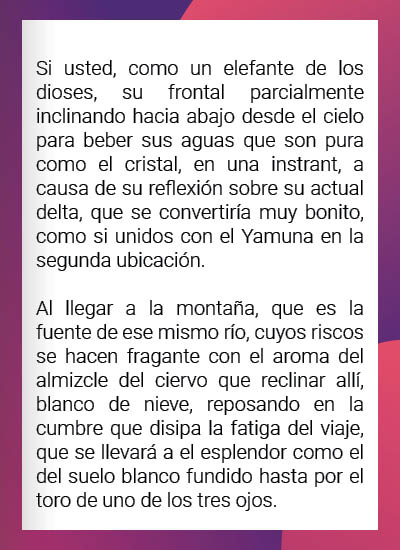 Si usted, como un elefante de los
dioses, su frontal parcialmente
inclinando hacia abajo desde el cielo
para beber sus aguas que son pura
como el cristal, en una instrant, a
causa de su reflexión sobre su actual
delta, que se convertiría muy bonito,
como si unidos con el Yamuna en la
segunda ubicación.

Al llegar a la montaña, que es la
fuente de ese mismo río, cuyos riscos
se hacen fragante con el aroma del
almizcle del ciervo que reclinar allí,
blanco de nieve, reposando en la
cumbre que disipa la fatiga del viaje,
que se llevará a el esplendor como el
del suelo blanco fundido hasta por el
toro de uno de los tres ojos.